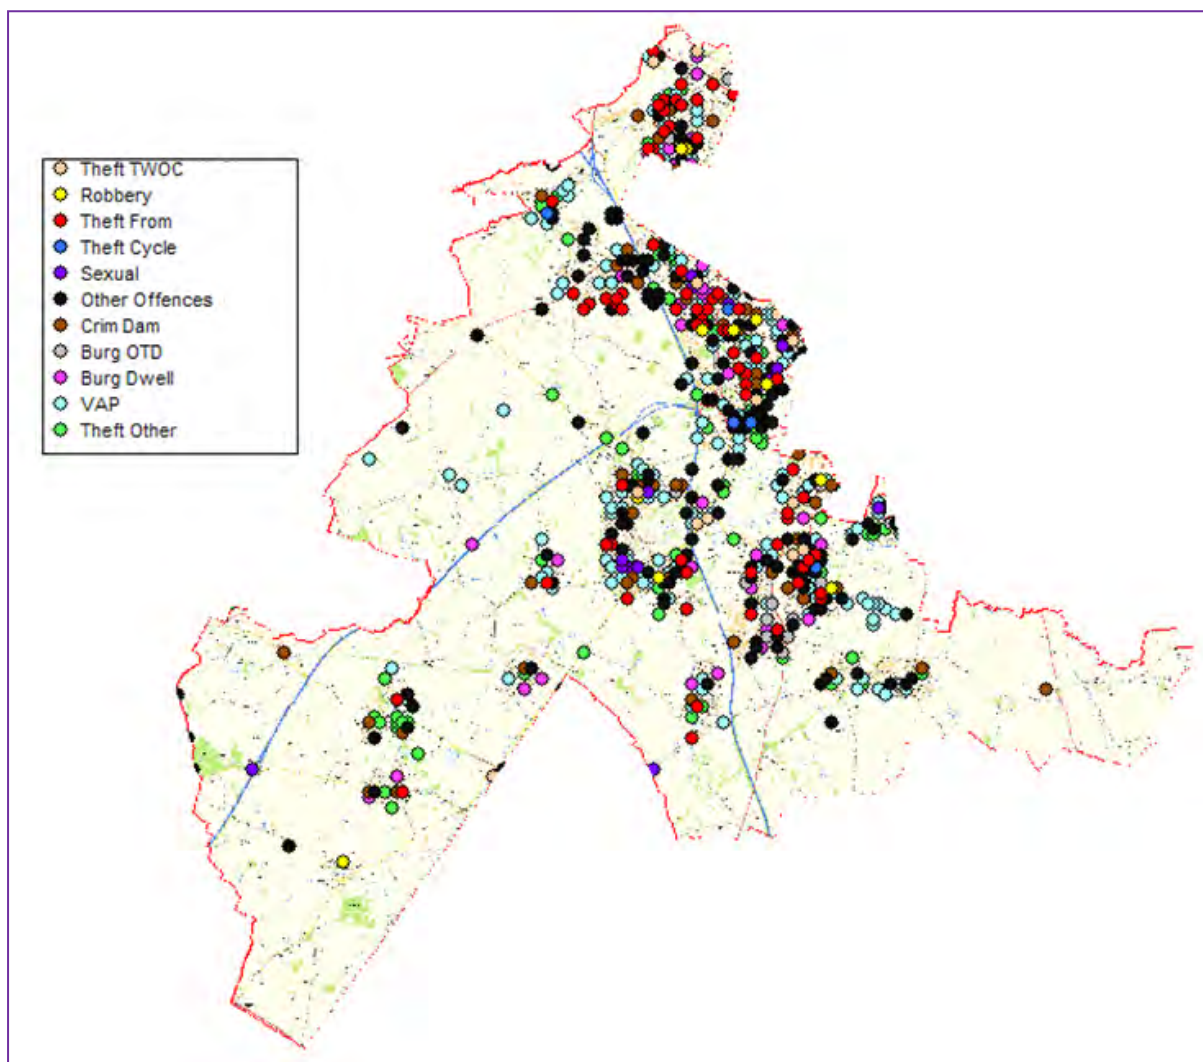 Theft TWOC
Robbery
Theft From
Theft Cycle
Sexual
Other Offences
Crim Dam
Burg OTD
Burg Dwell
VAP
Theft Other